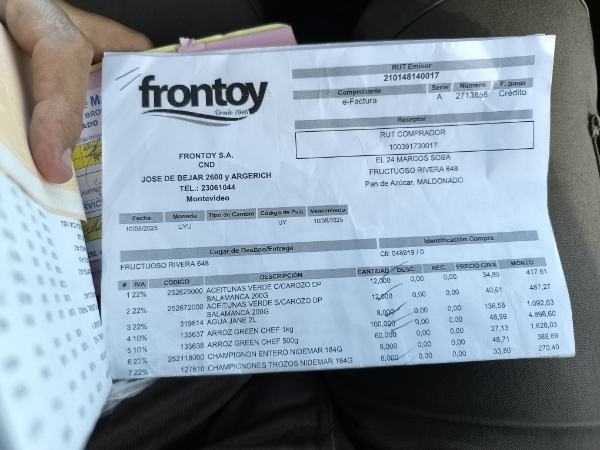 frontoy
Desde 1946
FRONTOY S.A.
CND
JOSE DE BEJAR 2600 y ARGERICH
TEL.: 23061044
Montevideo
RUT Emisor
210148140017
Comprobante Serie Número F. pago
e-Factura A 2713858 Crédito
Receptor
RUT COMPRADOR
100391730017
EL 24 MARCOS SOSA
FRUCTUOSO RIVERA 648
Pan de Azúcar, MALDONADO
Fecha Moneda Tipo de Cambio Código de País Vencimiento
10/05/2025 UYU UY 10/05/2025
Lugar de Destino/Entrega Identificación Compra
FRUCTUOSO RIVERA 648 Cli: 048919 / 0
# IVA CÓDIGO DESCRIPCIÓN CANTIDAD DESC. REC. PRECIO C/IVA MONTO
1 22% 252625000 ACEITUNAS VERDE C/CAROZO DP 12,000 0,00 0,00 34,80 417,61
SALAMANCA 200G
2 22% 252672000 ACEITUNAS VERDE S/CAROZO DP 12,000 0,00 0,00 40,61 487,27
SALAMANCA 200G
3 22% 319614 AGUA JANE 2L 8,000 0,00 0,00 136,58 1.092,63
4 10% 133637 ARROZ GREEN CHEF 1kg 100,000 0,00 0,00 48,99 4.898,60
5 10% 133638 ARROZ GREEN CHEF 500g 60,000 0,00 0,00 27,13 1.628,03
6 22% 252118000 CHAMPIGNÓN ENTERO NIDEMAR 184G 8,000 0,00 0,00 48,71 389,69
7 22% 127610 CHAMPIGNONES TROZOS NIDEMAR 184G 8,000 0,00 0,00 33,80 270,40